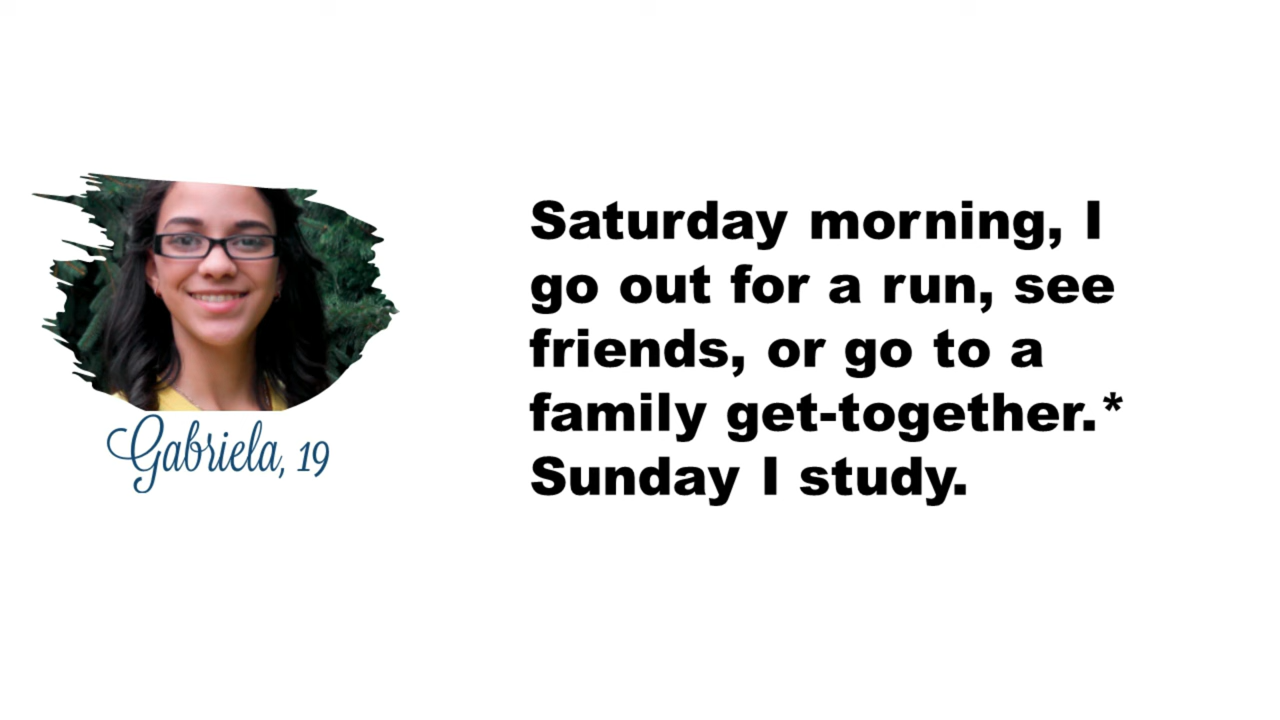 Gabriela, 19
Saturday morning, I
go out for a run, see
friends, or go to a
family get-together.*
Sunday I study.